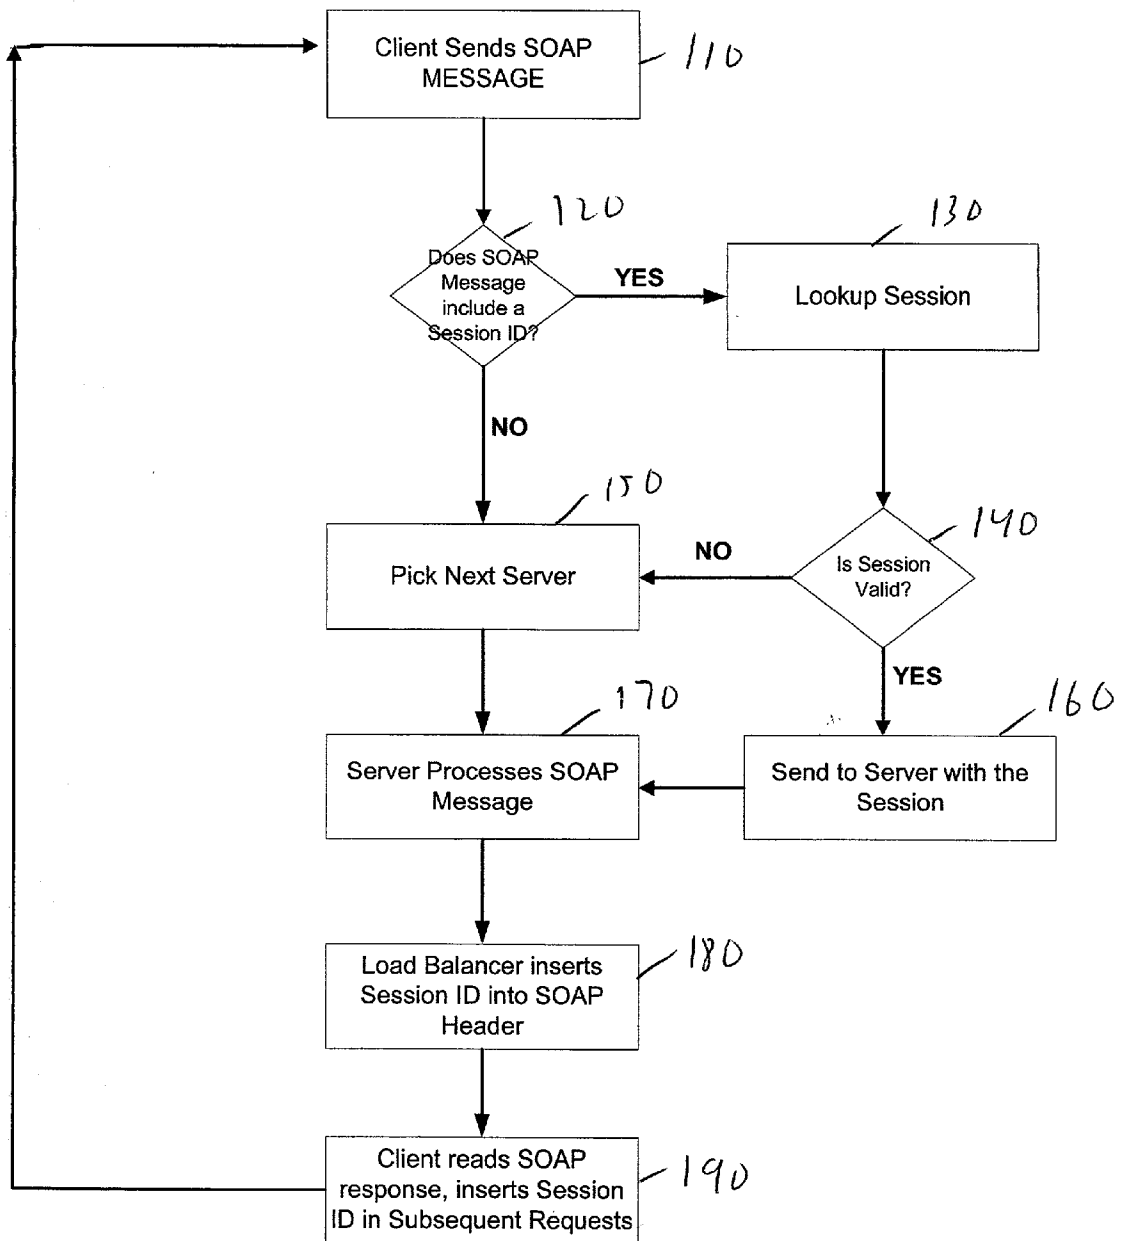 Client Sends SOAP
MESSAGE
110
120
Does SOAP
Message
include a
Session ID?
YES
130
Lookup Session
NO
150
Pick Next Server
NO
140
Is Session
Valid?
YES
170
Server Processes SOAP
Message
160
Send to Server with the
Session
180
Load Balancer inserts
Session ID into SOAP
Header
190
Client reads SOAP
response, inserts Session
ID in Subsequent Requests